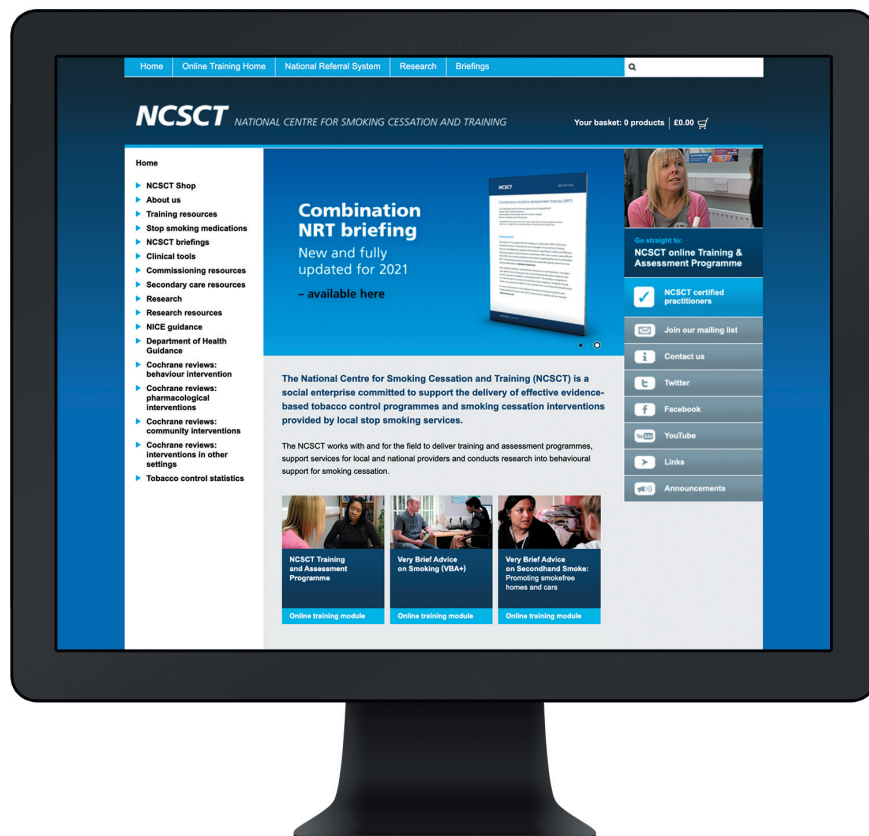 Home
Online Training Home
National Referral System
Research
Briefings
NCSCT NATIONAL CENTRE FOR SMOKING CESSATION AND TRAINING
Your basket: 0 products | £0.00
Home
NCSCT Shop
About us
Training resources
Stop smoking medications
NCSCT briefings
Clinical tools
Commissioning resources
Secondary care resources
Research
Research resources
NICE guidance
Department of Health
Guidance
Cochrane reviews:
behaviour intervention
Cochrane reviews:
pharmacological
interventions
Cochrane reviews:
community interventions
Cochrane reviews:
interventions in other
settings
Tobacco control statistics
Combination
NRT briefing
New and fully
updated for 2021
– available here
NCSCT
Combination nicotine replacement therapy (NRT)
The National Centre for Smoking Cessation and Training (NCSCT) is a
social enterprise committed to support the delivery of effective evidence-
based tobacco control programmes and smoking cessation interventions
provided by local stop smoking services.
The NCSCT works with and for the field to deliver training and assessment programmes,
support services for local and national providers and conducts research into behavioural
support for smoking cessation.
NCSCT Training
and Assessment
Programme
Online training module
Very Brief Advice
on Smoking (VBA+)
Online training module
Very Brief Advice
on Secondhand Smoke:
Promoting smokefree
homes and cars
Online training module
Go straight to:
NCSCT online Training &
Assessment Programme
NCSCT certified
practitioners
Join our mailing list
Contact us
Twitter
Facebook
YouTube
Links
Announcements